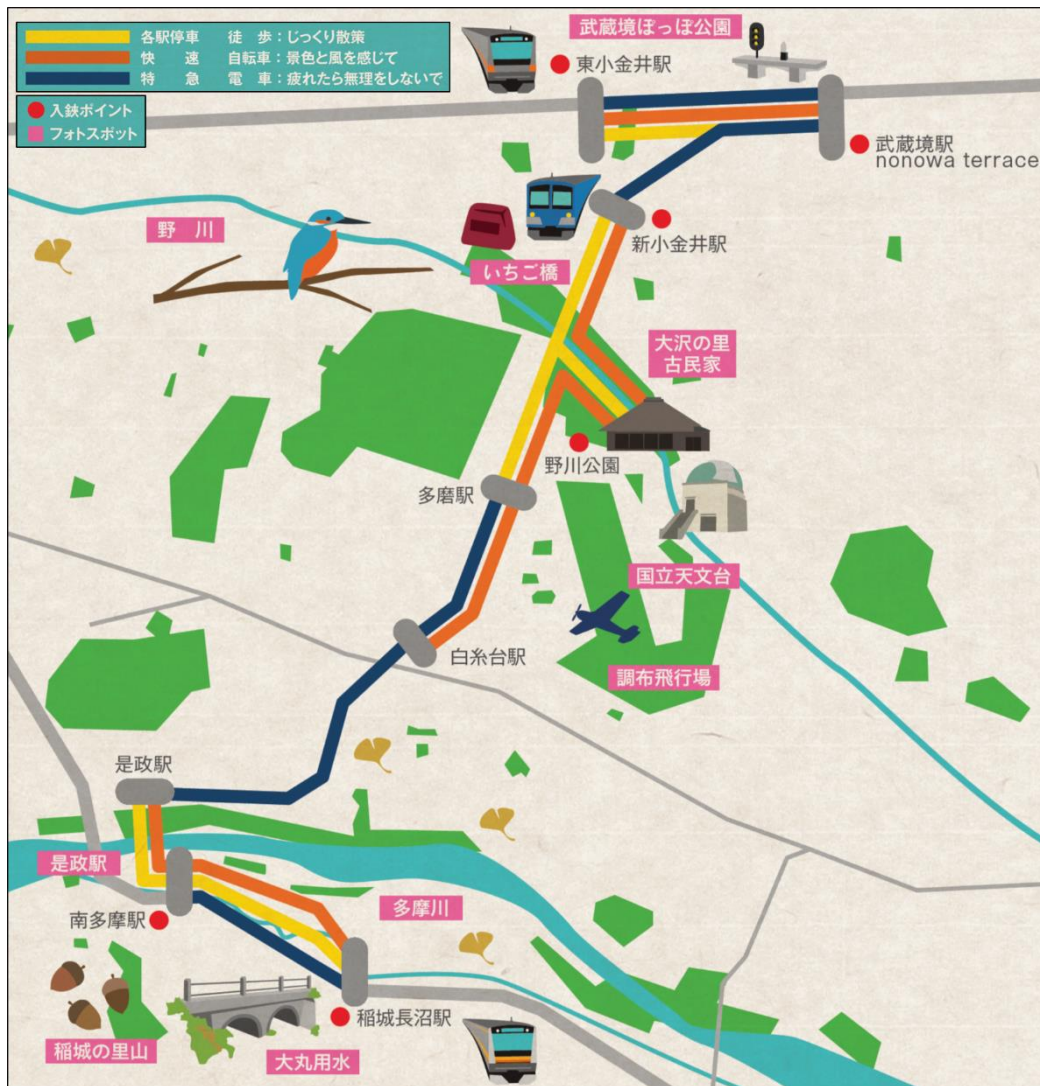 各駅停車 徒 歩：じっくり散策
快 速 自転車：景色と風を感じて
特 急 電 車：疲れたら無理をしないで
入鋏ポイント
フォトスポット
武蔵境ぽっぽ公園
東小金井駅
武蔵境駅
nonowa terrace
野 川
新小金井駅
いちご橋
大沢の里
古民家
野川公園
多磨駅
国立天文台
白糸台駅
調布飛行場
是政駅
是政駅
多摩川
南多摩駅
稲城長沼駅
稲城の里山
大丸用水